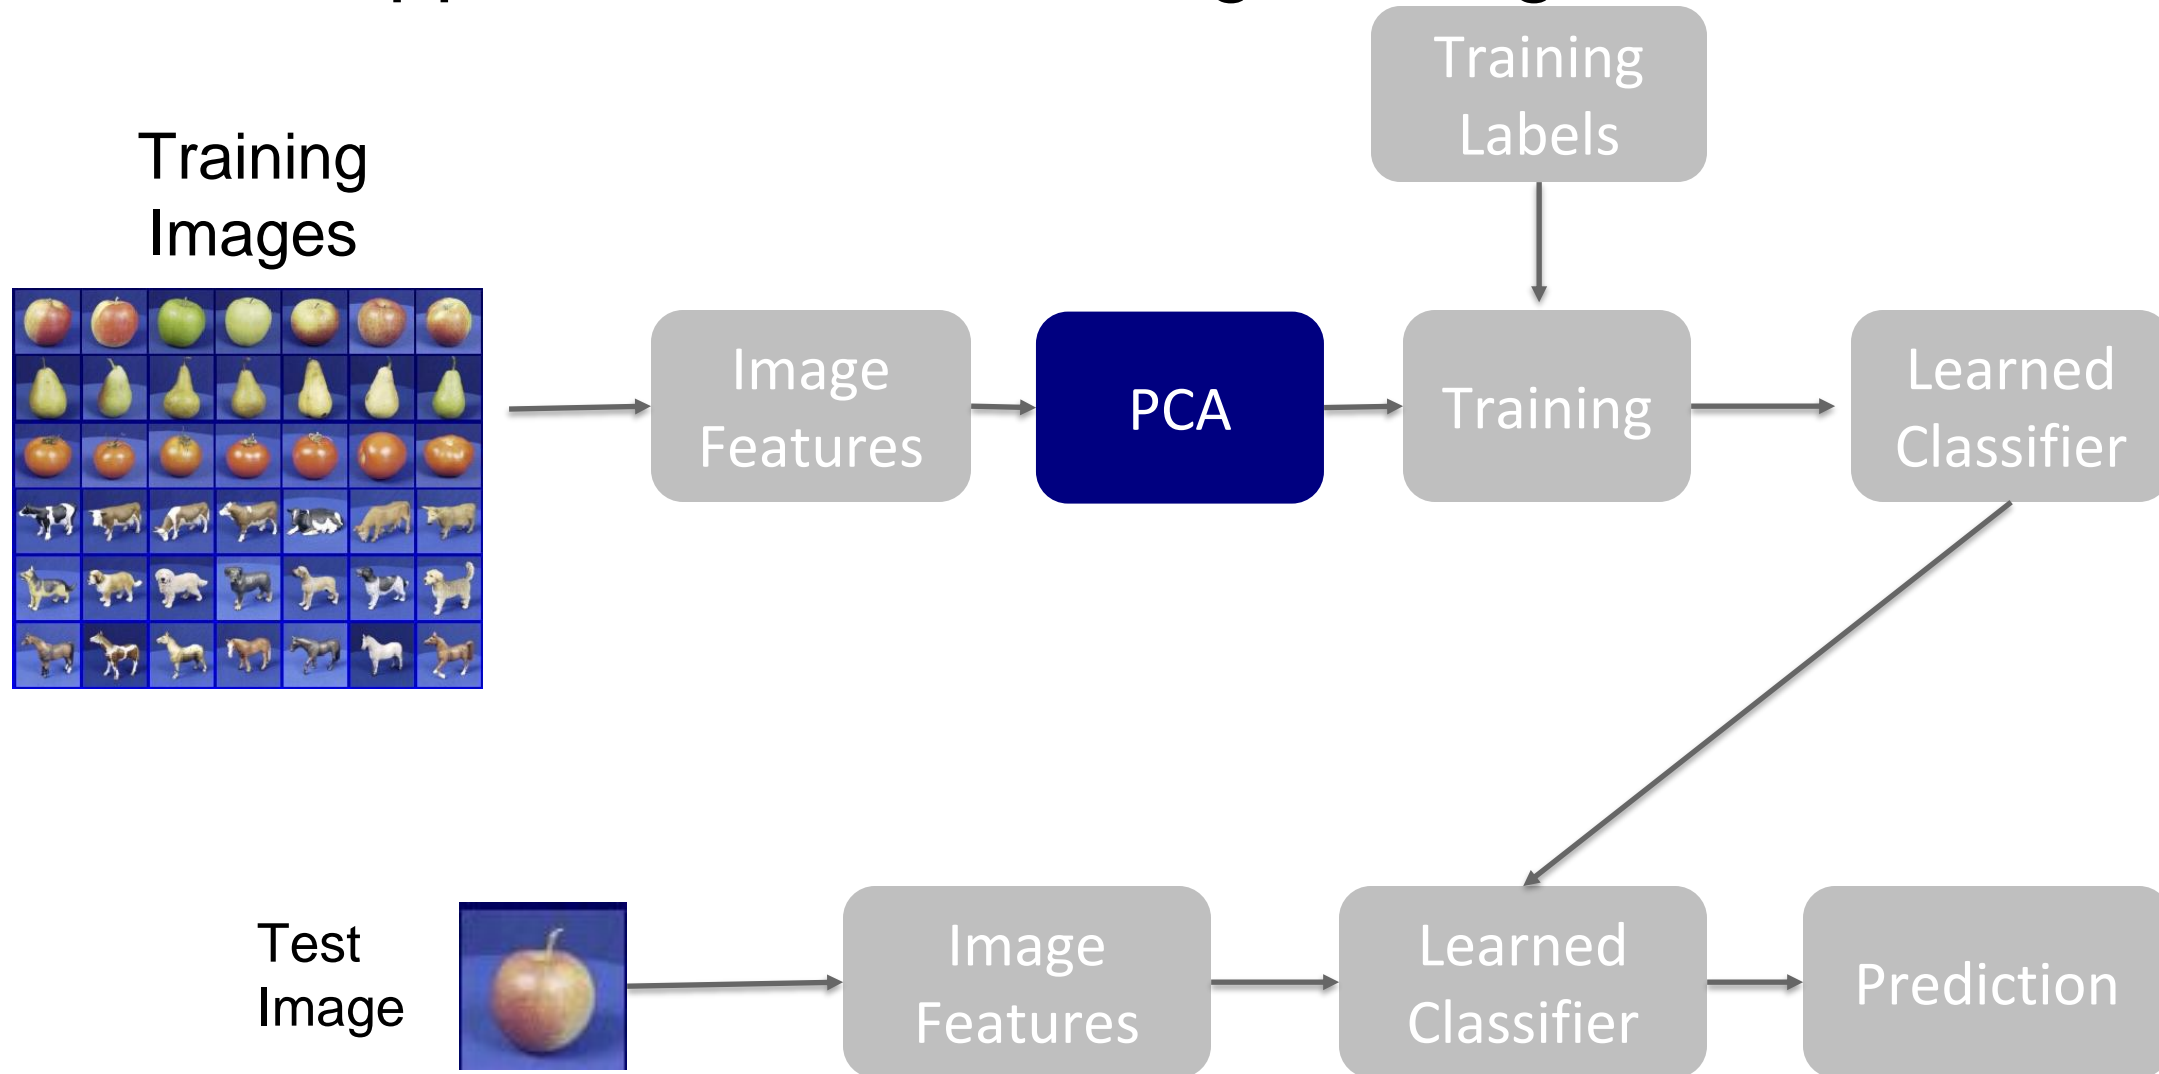 Training
Labels
Training
Images
Image
Features
PCA
Training
Learned
Classifier
Test
Image
Image
Features
Learned
Classifier
Prediction